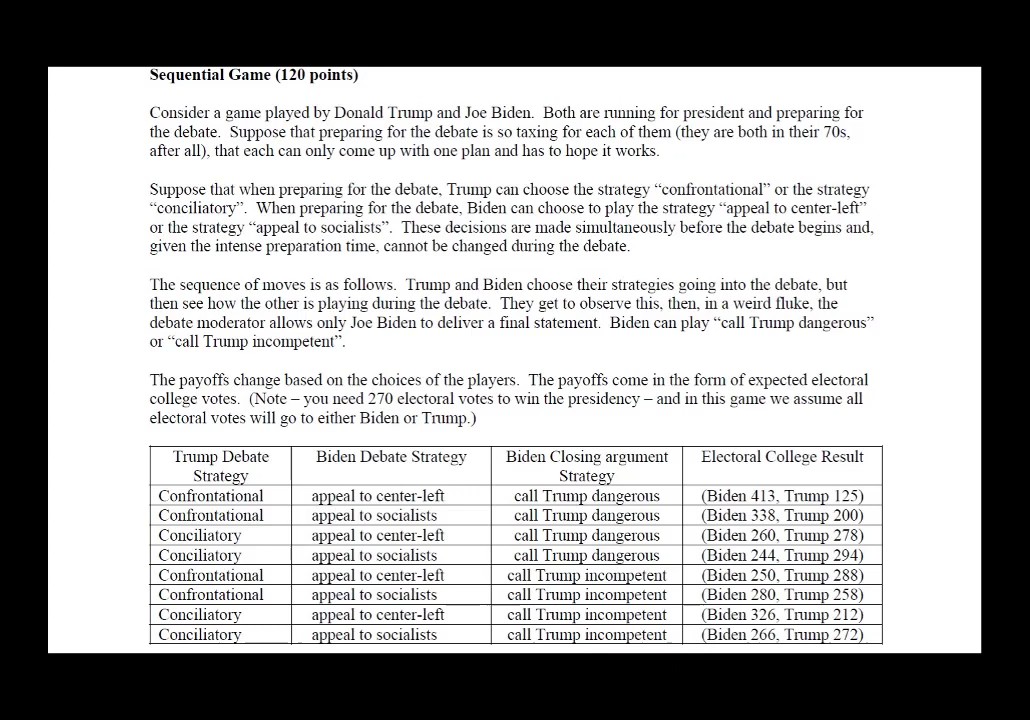 Sequential Game (120 points)
Consider a game played by Donald Trump and Joe Biden. Both are running for president and preparing for
the debate. Suppose that preparing for the debate is so taxing for each of them (they are both in their 70s,
after all), that each can only come up with one plan and has to hope it works.
Suppose that when preparing for the debate, Trump can choose the strategy “confrontational” or the strategy
“conciliatory”. When preparing for the debate, Biden can choose to play the strategy “appeal to center-left”
or the strategy “appeal to socialists”. These decisions are made simultaneously before the debate begins and,
given the intense preparation time, cannot be changed during the debate.
The sequence of moves is as follows. Trump and Biden choose their strategies going into the debate, but
then see how the other is playing during the debate. They get to observe this, then, in a weird fluke, the
debate moderator allows only Joe Biden to deliver a final statement. Biden can play “call Trump dangerous”
or “call Trump incompetent”.
The payoffs change based on the choices of the players. The payoffs come in the form of expected electoral
college votes. (Note – you need 270 electoral votes to win the presidency – and in this game we assume all
electoral votes will go to either Biden or Trump.)
Trump Debate Strategy Biden Debate Strategy Biden Closing argument Strategy Electoral College Result
Confrontational appeal to center-left call Trump dangerous (Biden 413, Trump 125)
Confrontational appeal to socialists call Trump dangerous (Biden 338, Trump 200)
Conciliatory appeal to center-left call Trump dangerous (Biden 260, Trump 278)
Conciliatory appeal to socialists call Trump dangerous (Biden 244, Trump 294)
Confrontational appeal to center-left call Trump incompetent (Biden 250, Trump 288)
Confrontational appeal to socialists call Trump incompetent (Biden 280, Trump 258)
Conciliatory appeal to center-left call Trump incompetent (Biden 326, Trump 212)
Conciliatory appeal to socialists call Trump incompetent (Biden 266, Trump 272)